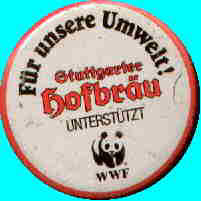 Für unsere Umwelt!
Stuttgarter
Hofbräu
UNTERSTÜTZT
WWF